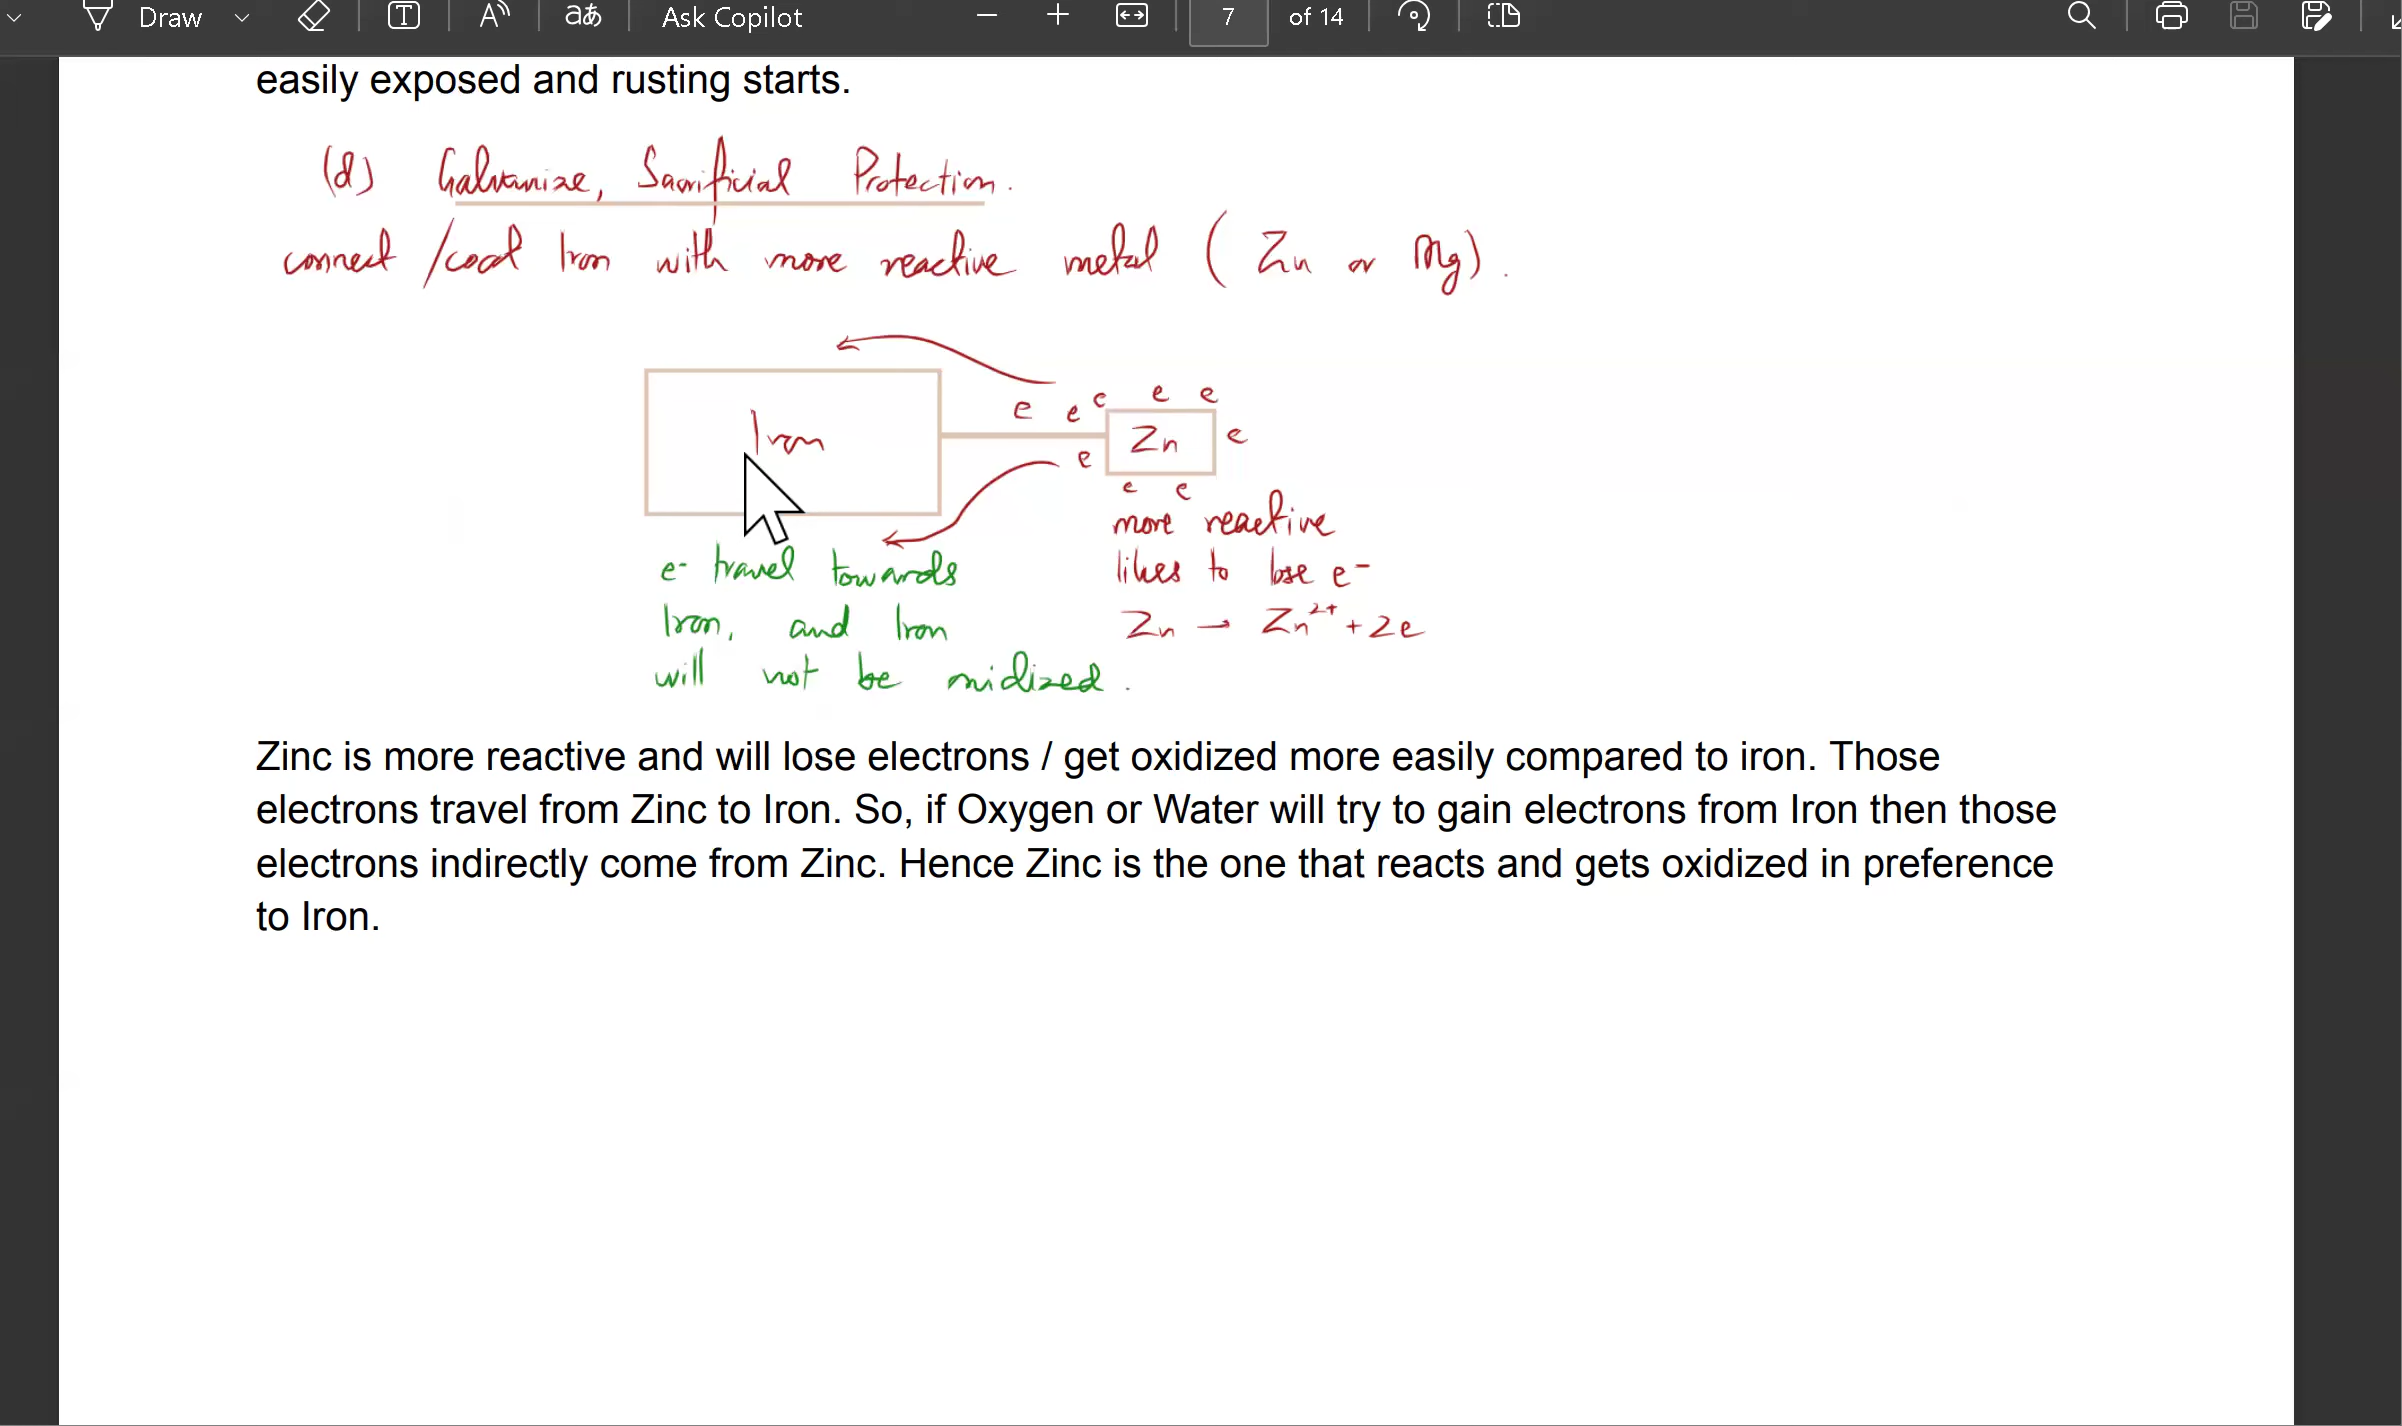 Draw
T
A
aあ
Ask Copilot
7
of 14
easily exposed and rusting starts.
(d) Galvanize, Sacrificial Protection.
connect /coat Iron with more reactive metal ( Zn or Mg).
e e e e e
Iron
Zn e
e
e e
more reactive
e- travel towards
likes to lose e-
Iron, and Iron
Zn → Zn²⁺ + 2e
will not be oxidized.
Zinc is more reactive and will lose electrons / get oxidized more easily compared to iron. Those
electrons travel from Zinc to Iron. So, if Oxygen or Water will try to gain electrons from Iron then those
electrons indirectly come from Zinc. Hence Zinc is the one that reacts and gets oxidized in preference
to Iron.